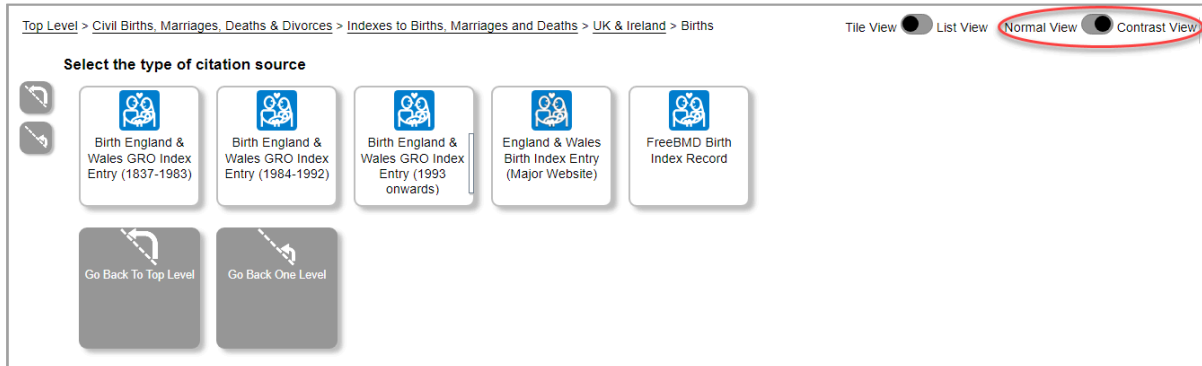 Top Level > Civil Births, Marriages, Deaths & Divorces > Indexes to Births, Marriages and Deaths > UK & Ireland > Births
Tile View List View Normal View Contrast View
Select the type of citation source
Birth England &
Wales GRO Index
Entry (1837-1983)
Birth England &
Wales GRO Index
Entry (1984-1992)
Birth England &
Wales GRO Index
Entry (1993
onwards)
England & Wales
Birth Index Entry
(Major Website)
FreeBMD Birth
Index Record
Go Back To Top Level
Go Back One Level